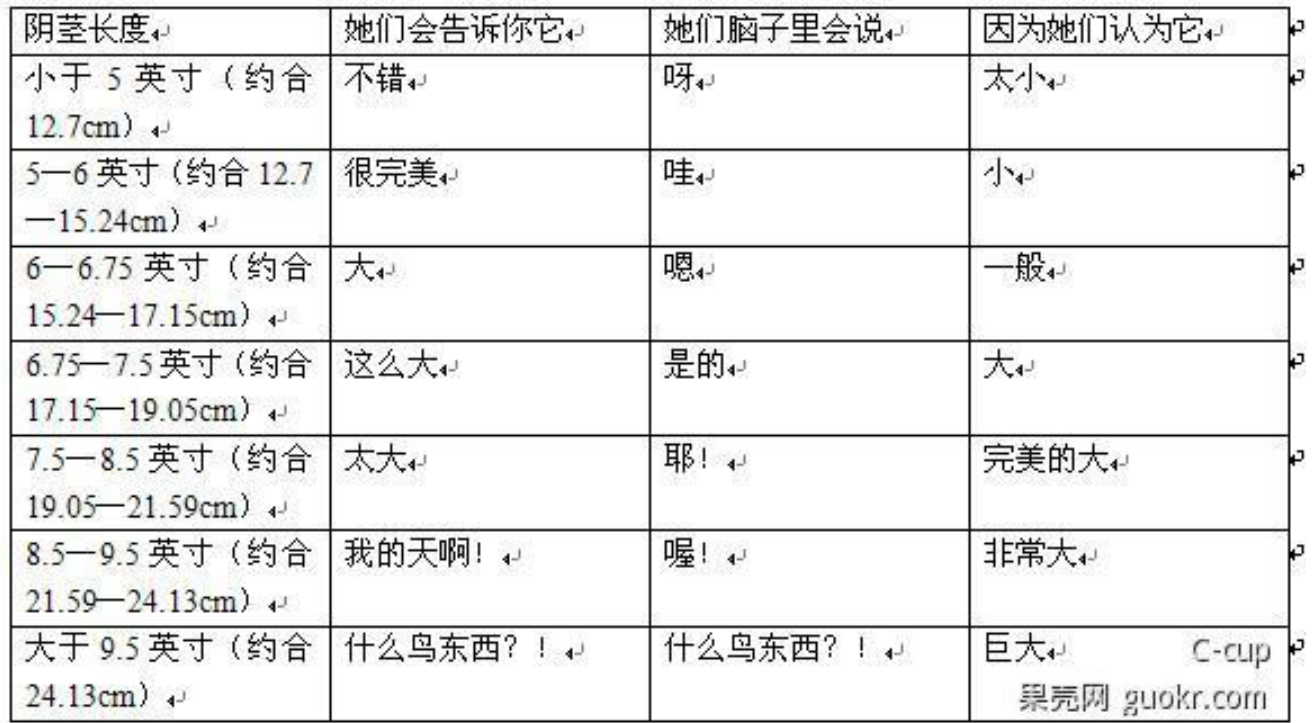 阴茎长度 她们会告诉你它 她们脑子里会说 因为她们认为它
小于 5 英寸（约合 不错 呀 太小
12.7cm）
5—6 英寸（约合 12.7 很完美 哇 小
—15.24cm）
6—6.75 英寸（约合 大 嗯 一般
15.24—17.15cm）
6.75—7.5 英寸（约合 这么大 是的 大
17.15—19.05cm）
7.5—8.5 英寸（约合 太大 耶！ 完美的大
19.05—21.59cm）
8.5—9.5 英寸（约合 我的天啊！ 喔！ 非常大
21.59—24.13cm）
大于 9.5 英寸（约合 什么鸟东西？！ 什么鸟东西？！ 巨大 C-cup
24.13cm） 果壳网 guokr.com